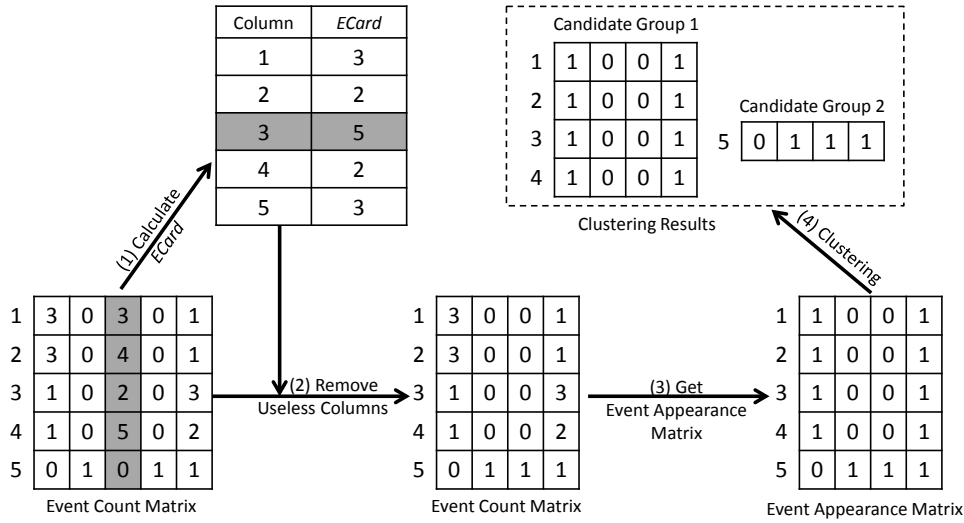 Column ECard
1 3
2 2
3 5
4 2
5 3
(1) Calculate
ECard
Candidate Group 1
1 1 0 0 1
2 1 0 0 1
3 1 0 0 1
4 1 0 0 1
Candidate Group 2
5 0 1 1 1
Clustering Results
(4) Clustering
1 3 0 3 0 1
2 3 0 4 0 1
3 1 0 2 0 3
4 1 0 5 0 2
5 0 1 0 1 1
Event Count Matrix
(2) Remove
Useless Columns
1 3 0 0 1
2 3 0 0 1
3 1 0 0 3
4 1 0 0 2
5 0 1 1 1
Event Count Matrix
(3) Get
Event Appearance
Matrix
1 1 0 0 1
2 1 0 0 1
3 1 0 0 1
4 1 0 0 1
5 0 1 1 1
Event Appearance Matrix